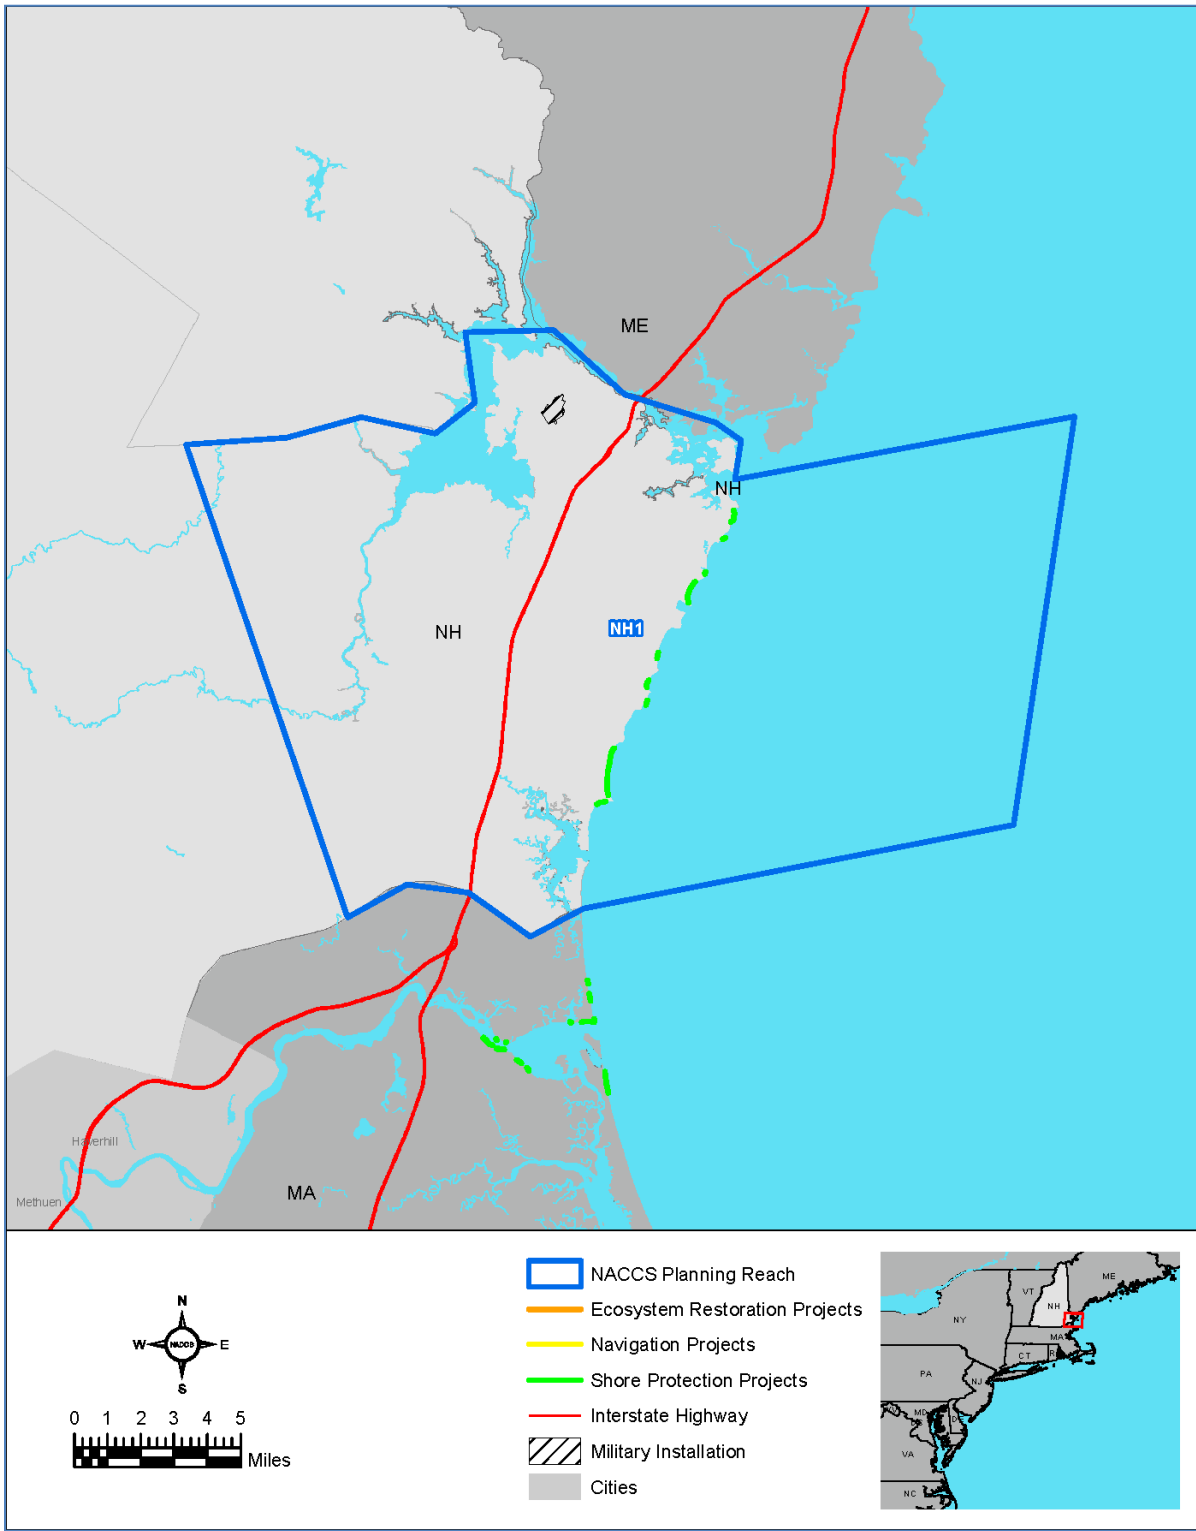 ME
NH
NH
NH1
Haverhill
Methuen
MA
N
W
NACCS
E
S
0 1 2 3 4 5
Miles
NACCS Planning Reach
Ecosystem Restoration Projects
Navigation Projects
Shore Protection Projects
Interstate Highway
Military Installation
Cities
ME
VT
NH
NY
MA
CT
PA
NJ
MD
VA
NC